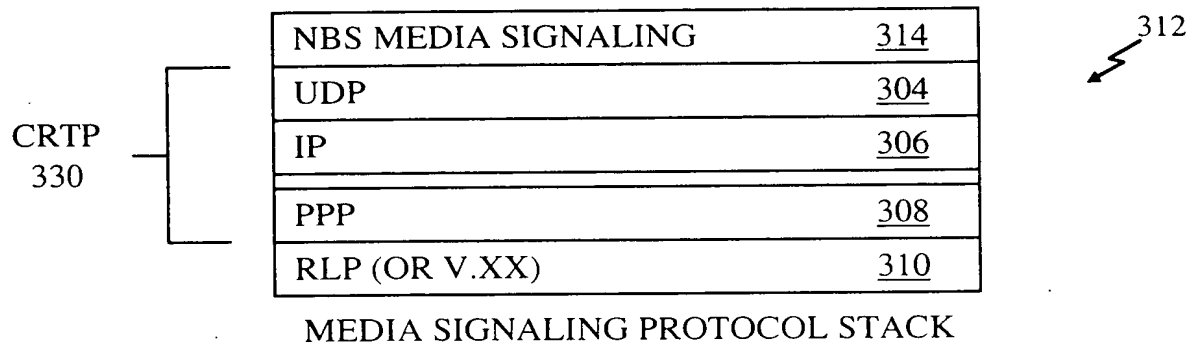 312
NBS MEDIA SIGNALING 314
UDP 304
CRTP
330
IP 306
PPP 308
RLP (OR V.XX) 310
MEDIA SIGNALING PROTOCOL STACK